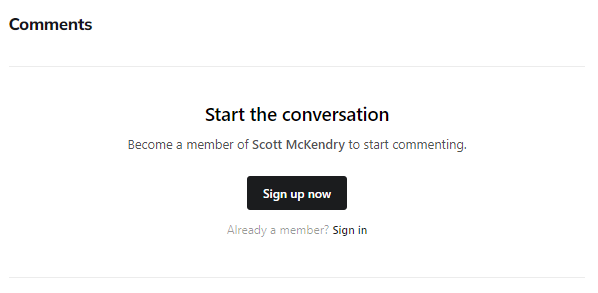 Comments
Start the conversation
Become a member of Scott McKendry to start commenting.
Sign up now
Already a member? Sign in